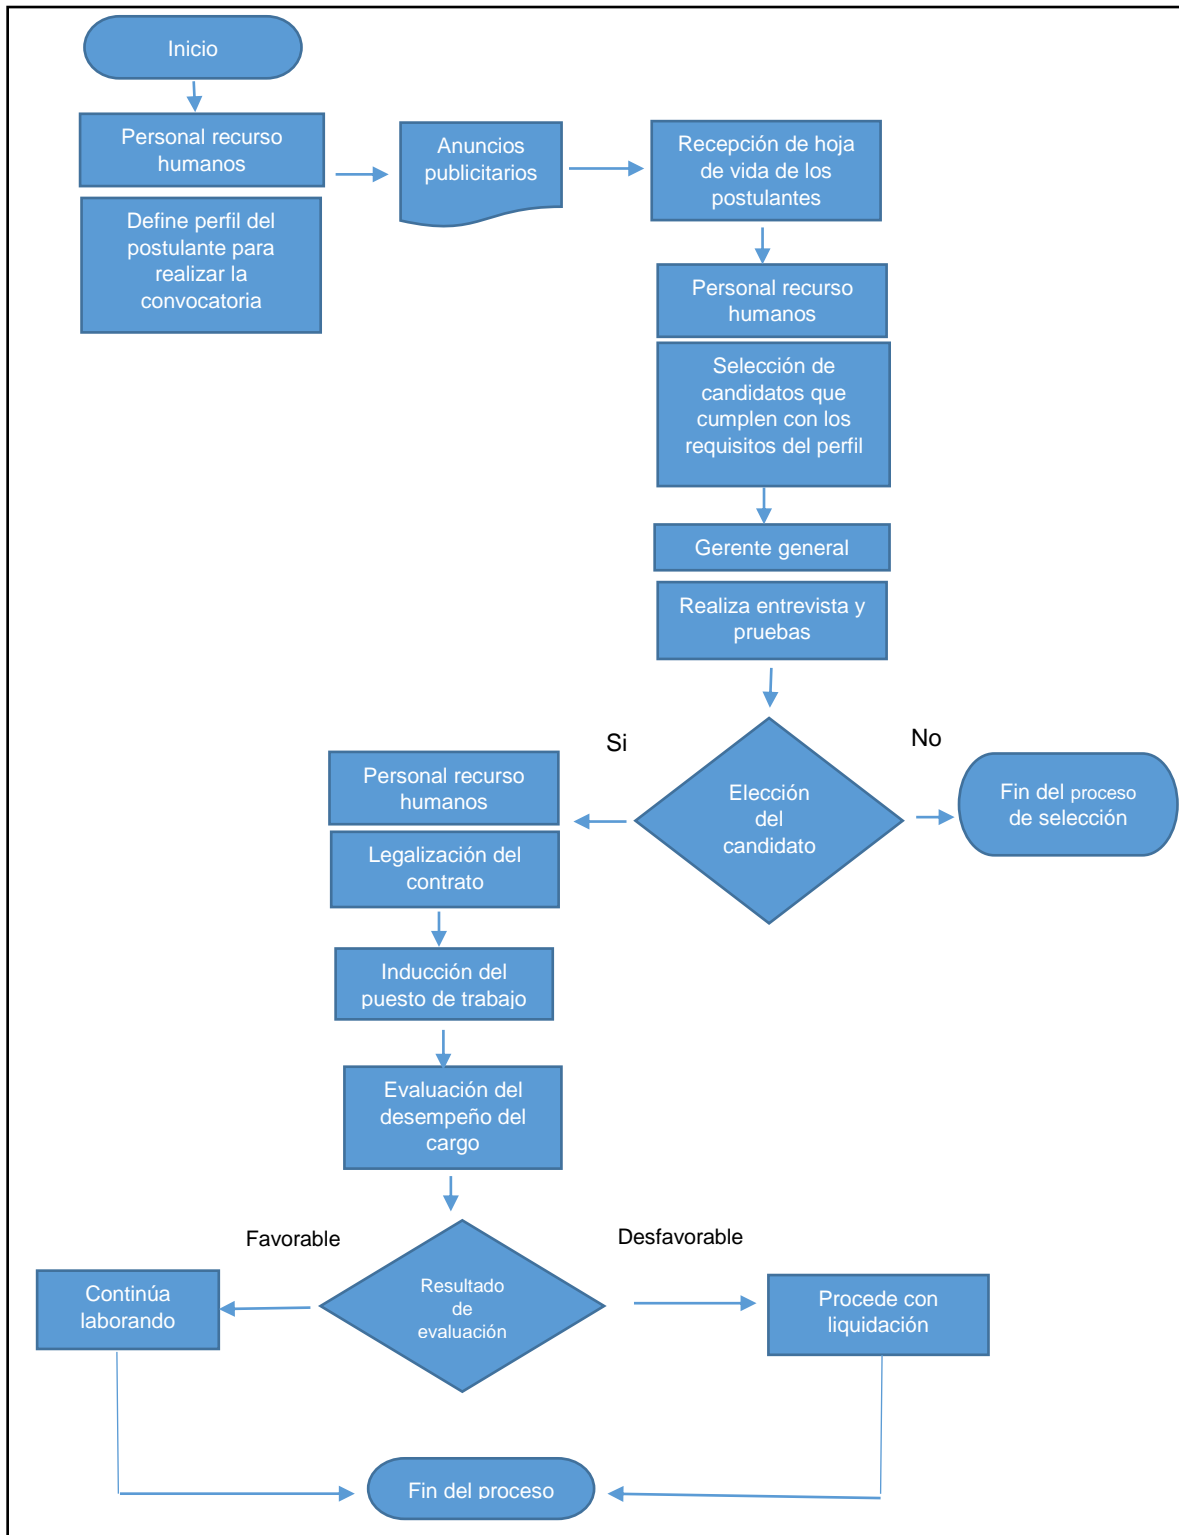 Inicio
Personal recurso
humanos
Define perfil del
postulante para
realizar la
convocatoria
Anuncios
publicitarios
Recepción de hoja
de vida de los
postulantes
Personal recurso
humanos
Selección de
candidatos que
cumplen con los
requisitos del perfil
Gerente general
Realiza entrevista y
pruebas
Elección
del
candidato
No
Fin del proceso
de selección
Si
Personal recurso
humanos
Legalización del
contrato
Inducción del
puesto de trabajo
Evaluación del
desempeño del
cargo
Resultado
de
evaluación
Favorable
Continúa
laborando
Desfavorable
Procede con
liquidación
Fin del proceso